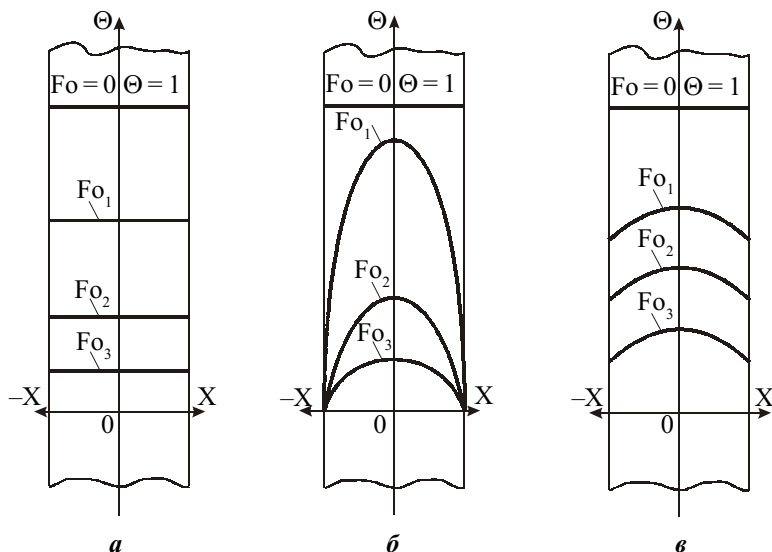 Θ Θ Θ
Fo = 0 Θ = 1 Fo = 0 Θ = 1 Fo = 0 Θ = 1
Fo₁ Fo₁ Fo₁
Fo₂ Fo₂ Fo₂
Fo₃ Fo₃ Fo₃
–X X –X X –X X
0 0 0
а б в